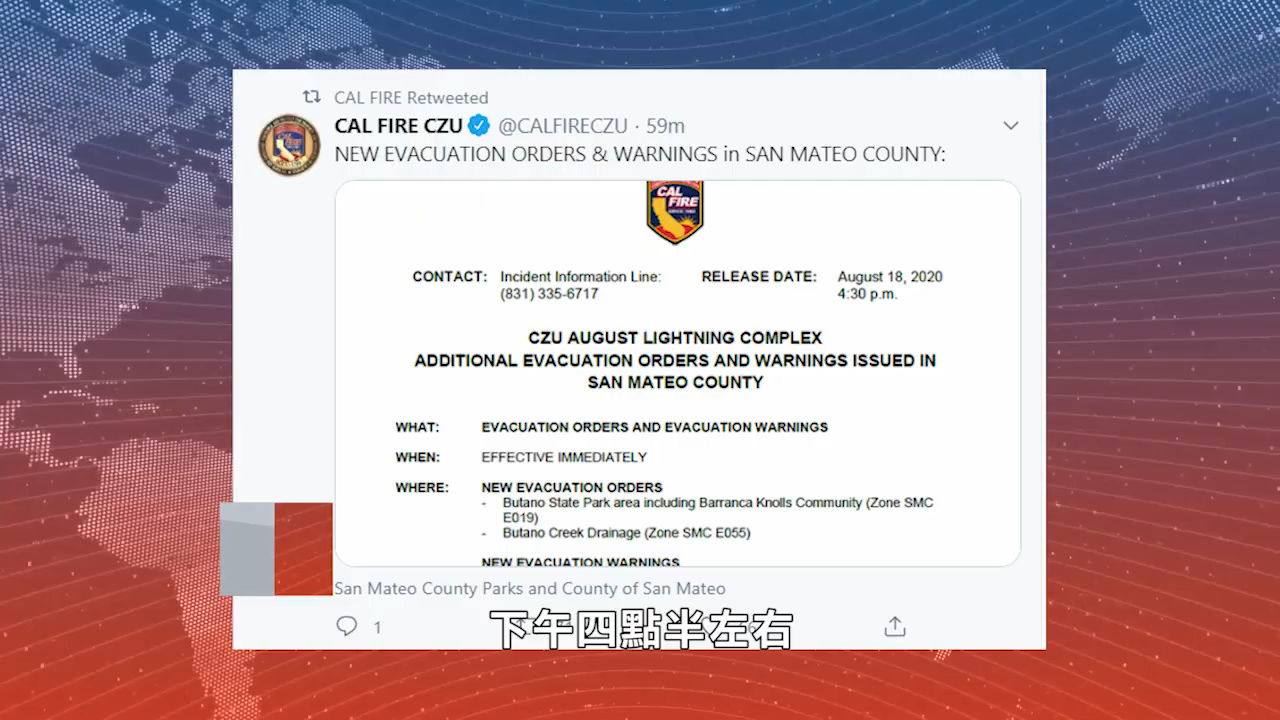 CAL FIRE Retweeted
CAL FIRE CZU @CALFIRECZU · 59m
NEW EVACUATION ORDERS & WARNINGS in SAN MATEO COUNTY:
CAL
FIRE
CONTACT: Incident Information Line: RELEASE DATE: August 18, 2020
(831) 335-6717 4:30 p.m.
CZU AUGUST LIGHTNING COMPLEX
ADDITIONAL EVACUATION ORDERS AND WARNINGS ISSUED IN
SAN MATEO COUNTY
WHAT: EVACUATION ORDERS AND EVACUATION WARNINGS
WHEN: EFFECTIVE IMMEDIATELY
WHERE: NEW EVACUATION ORDERS
- Butano State Park area including Barranca Knolls Community (Zone SMC
E019)
- Butano Creek Drainage (Zone SMC E055)
NEW EVACUATION WARNINGS
San Mateo County Parks and County of San Mateo
1
下午四點半左右